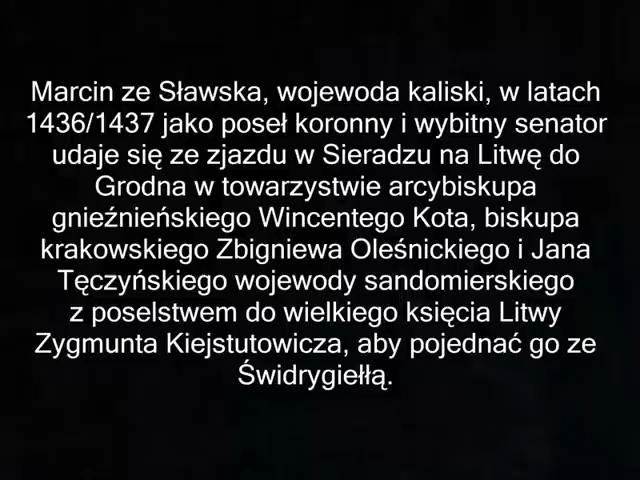 Marcin ze Sławska, wojewoda kaliski, w latach
1436/1437 jako poseł koronny i wybitny senator
udaje się ze zjazdu w Sieradzu na Litwę do
Grodna w towarzystwie arcybiskupa
gnieźnieńskiego Wincentego Kota, biskupa
krakowskiego Zbigniewa Oleśnickiego i Jana
Tęczyńskiego wojewody sandomierskiego
z poselstwem do wielkiego księcia Litwy
Zygmunta Kiejstutowicza, aby pojednać go ze
Świdrygiełłą.